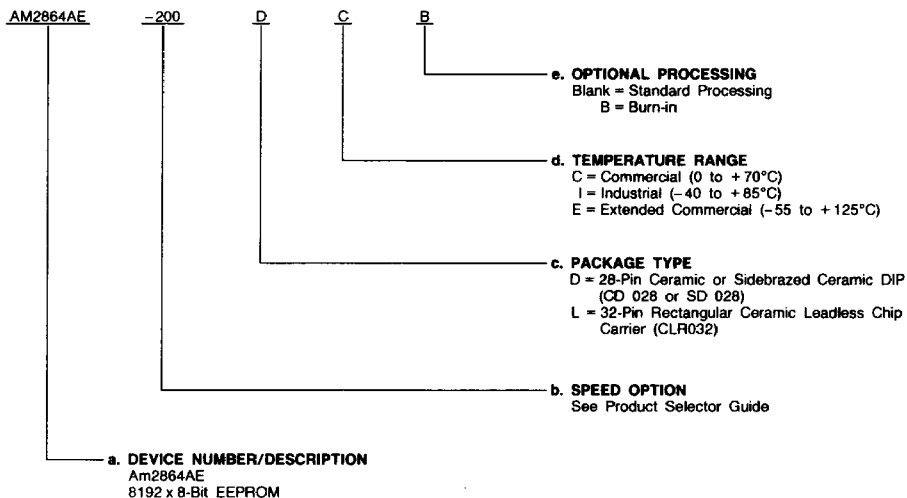 AM2864AE -200 D C B
e. OPTIONAL PROCESSING
Blank = Standard Processing
B = Burn-in
d. TEMPERATURE RANGE
C = Commercial (0 to +70°C)
I = Industrial (−40 to +85°C)
E = Extended Commercial (−55 to +125°C)
c. PACKAGE TYPE
D = 28-Pin Ceramic or Sidebrazed Ceramic DIP
(CD 028 or SD 028)
L = 32-Pin Rectangular Ceramic Leadless Chip
Carrier (CLR032)
b. SPEED OPTION
See Product Selector Guide
a. DEVICE NUMBER/DESCRIPTION
Am2864AE
8192 x 8-Bit EEPROM